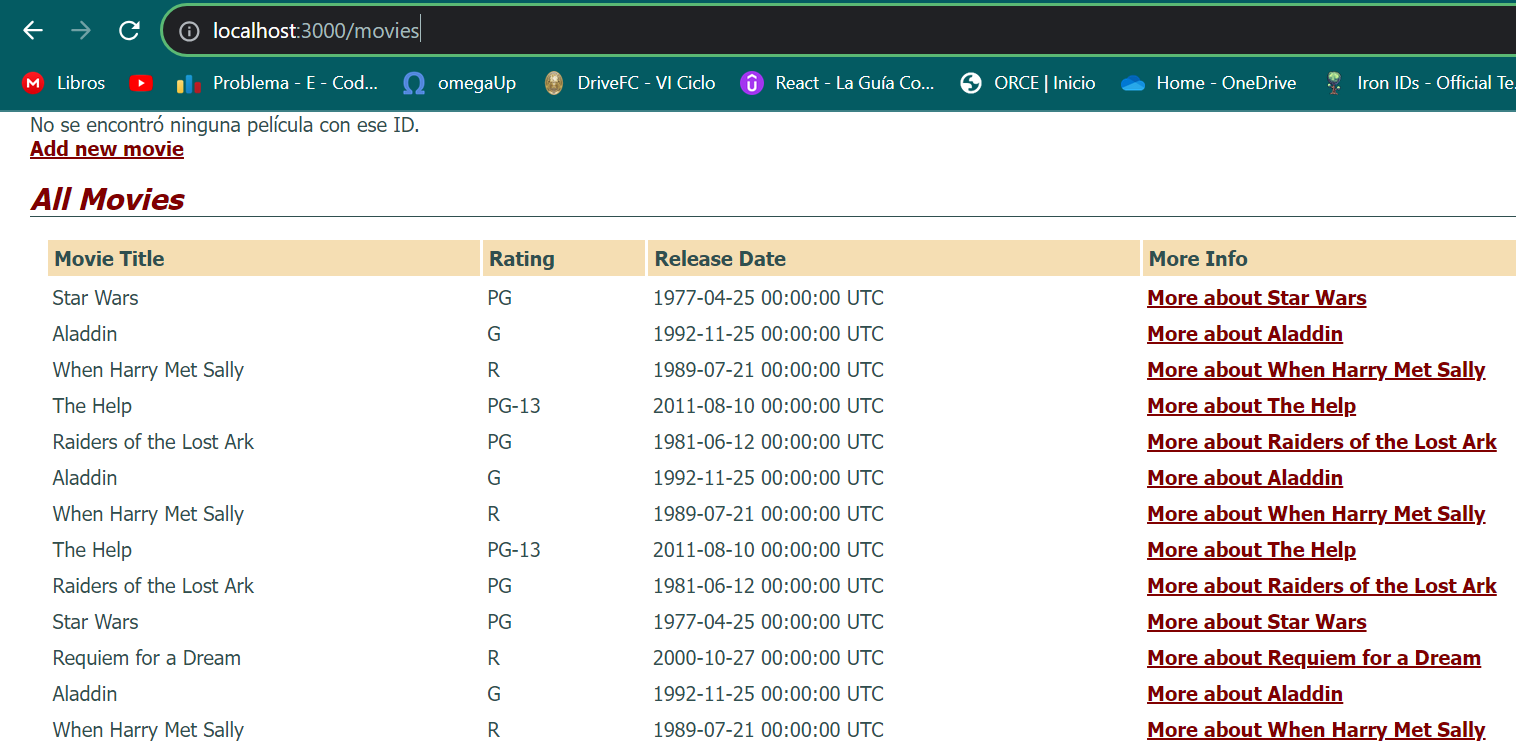 localhost:3000/movies
Libros Problema - E - Cod... omegaUp DriveFC - VI Ciclo React - La Guía Co... ORCE | Inicio Home - OneDrive Iron IDs - Official Te.
No se encontró ninguna película con ese ID.
Add new movie
All Movies
Movie Title Rating Release Date More Info
Star Wars PG 1977-04-25 00:00:00 UTC More about Star Wars
Aladdin G 1992-11-25 00:00:00 UTC More about Aladdin
When Harry Met Sally R 1989-07-21 00:00:00 UTC More about When Harry Met Sally
The Help PG-13 2011-08-10 00:00:00 UTC More about The Help
Raiders of the Lost Ark PG 1981-06-12 00:00:00 UTC More about Raiders of the Lost Ark
Aladdin G 1992-11-25 00:00:00 UTC More about Aladdin
When Harry Met Sally R 1989-07-21 00:00:00 UTC More about When Harry Met Sally
The Help PG-13 2011-08-10 00:00:00 UTC More about The Help
Raiders of the Lost Ark PG 1981-06-12 00:00:00 UTC More about Raiders of the Lost Ark
Star Wars PG 1977-04-25 00:00:00 UTC More about Star Wars
Requiem for a Dream R 2000-10-27 00:00:00 UTC More about Requiem for a Dream
Aladdin G 1992-11-25 00:00:00 UTC More about Aladdin
When Harry Met Sally R 1989-07-21 00:00:00 UTC More about When Harry Met Sally